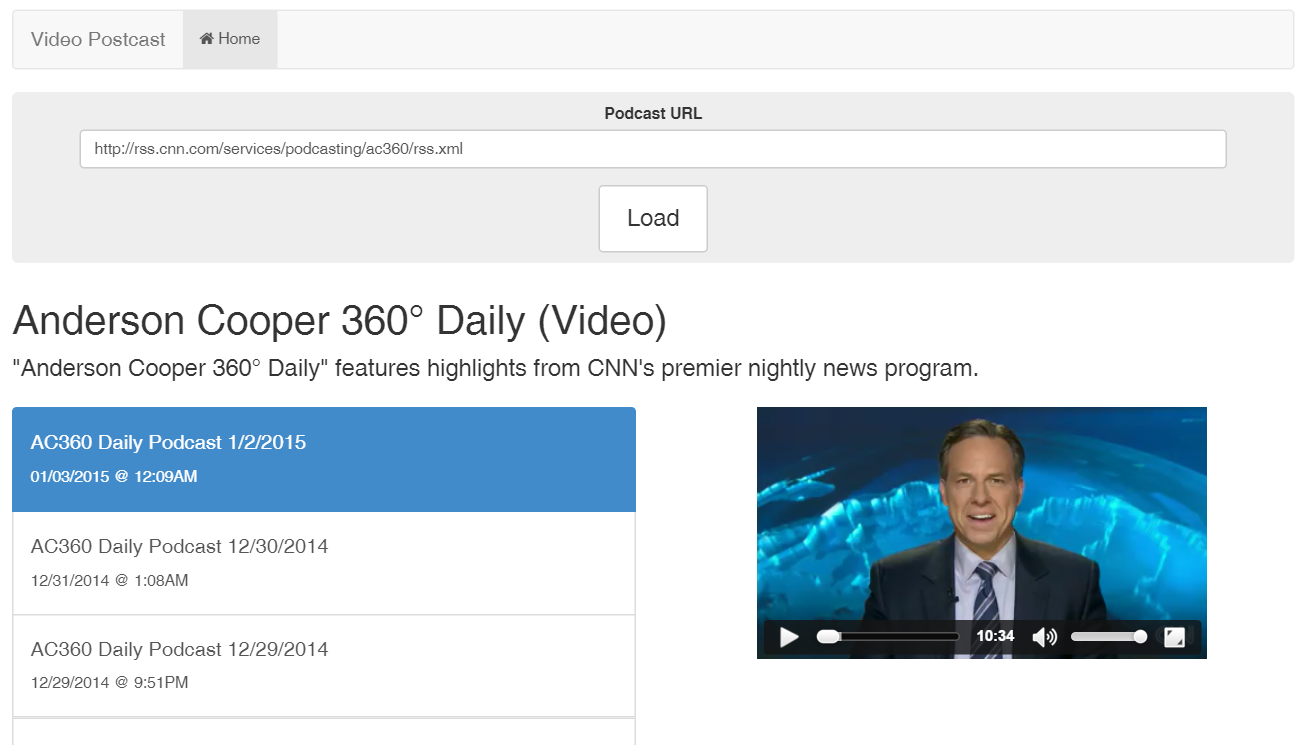 Video Postcast
Home
Podcast URL
http://rss.cnn.com/services/podcasting/ac360/rss.xml
Load
Anderson Cooper 360° Daily (Video)
"Anderson Cooper 360° Daily" features highlights from CNN's premier nightly news program.
AC360 Daily Podcast 1/2/2015
01/03/2015 @ 12:09AM
AC360 Daily Podcast 12/30/2014
12/31/2014 @ 1:08AM
AC360 Daily Podcast 12/29/2014
12/29/2014 @ 9:51PM
10:34